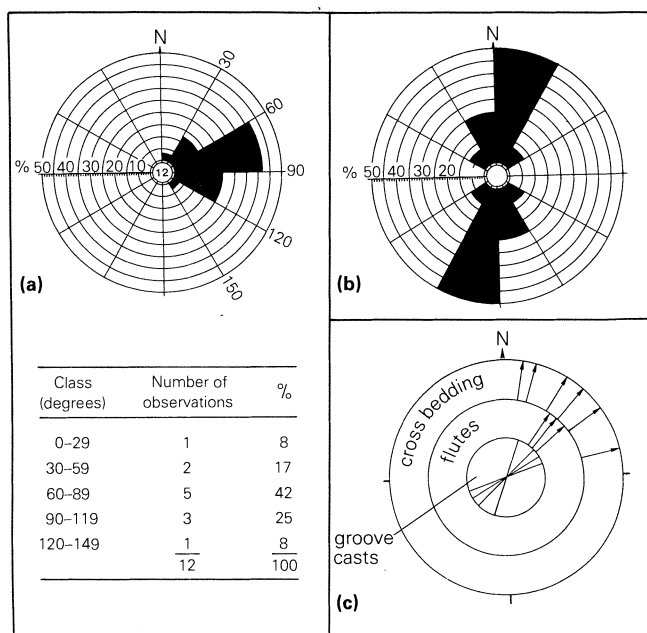 N
30
60
% 50 40 30 20 10
12
90
120
150
(a)
N
% 50 40 30 20
(b)
Class
(degrees)
Number of
observations
%
0–29 1 8
30–59 2 17
60–89 5 42
90–119 3 25
120–149 1 8
12 100
N
cross bedding
flutes
groove
casts
(c)